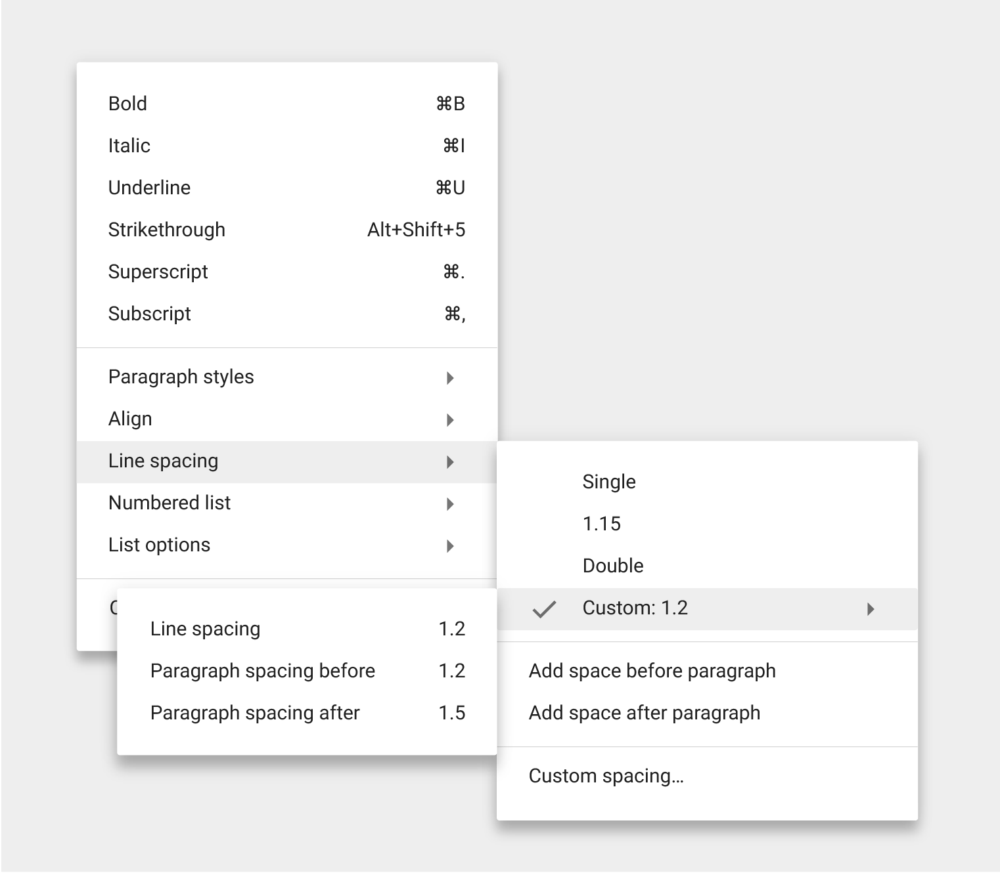 Bold ⌘B
Italic ⌘I
Underline ⌘U
Strikethrough Alt+Shift+5
Superscript ⌘.
Subscript ⌘,
Paragraph styles
Align
Line spacing
Numbered list
List options
Single
1.15
Double
Custom: 1.2
Add space before paragraph
Add space after paragraph
Custom spacing...
Line spacing 1.2
Paragraph spacing before 1.2
Paragraph spacing after 1.5